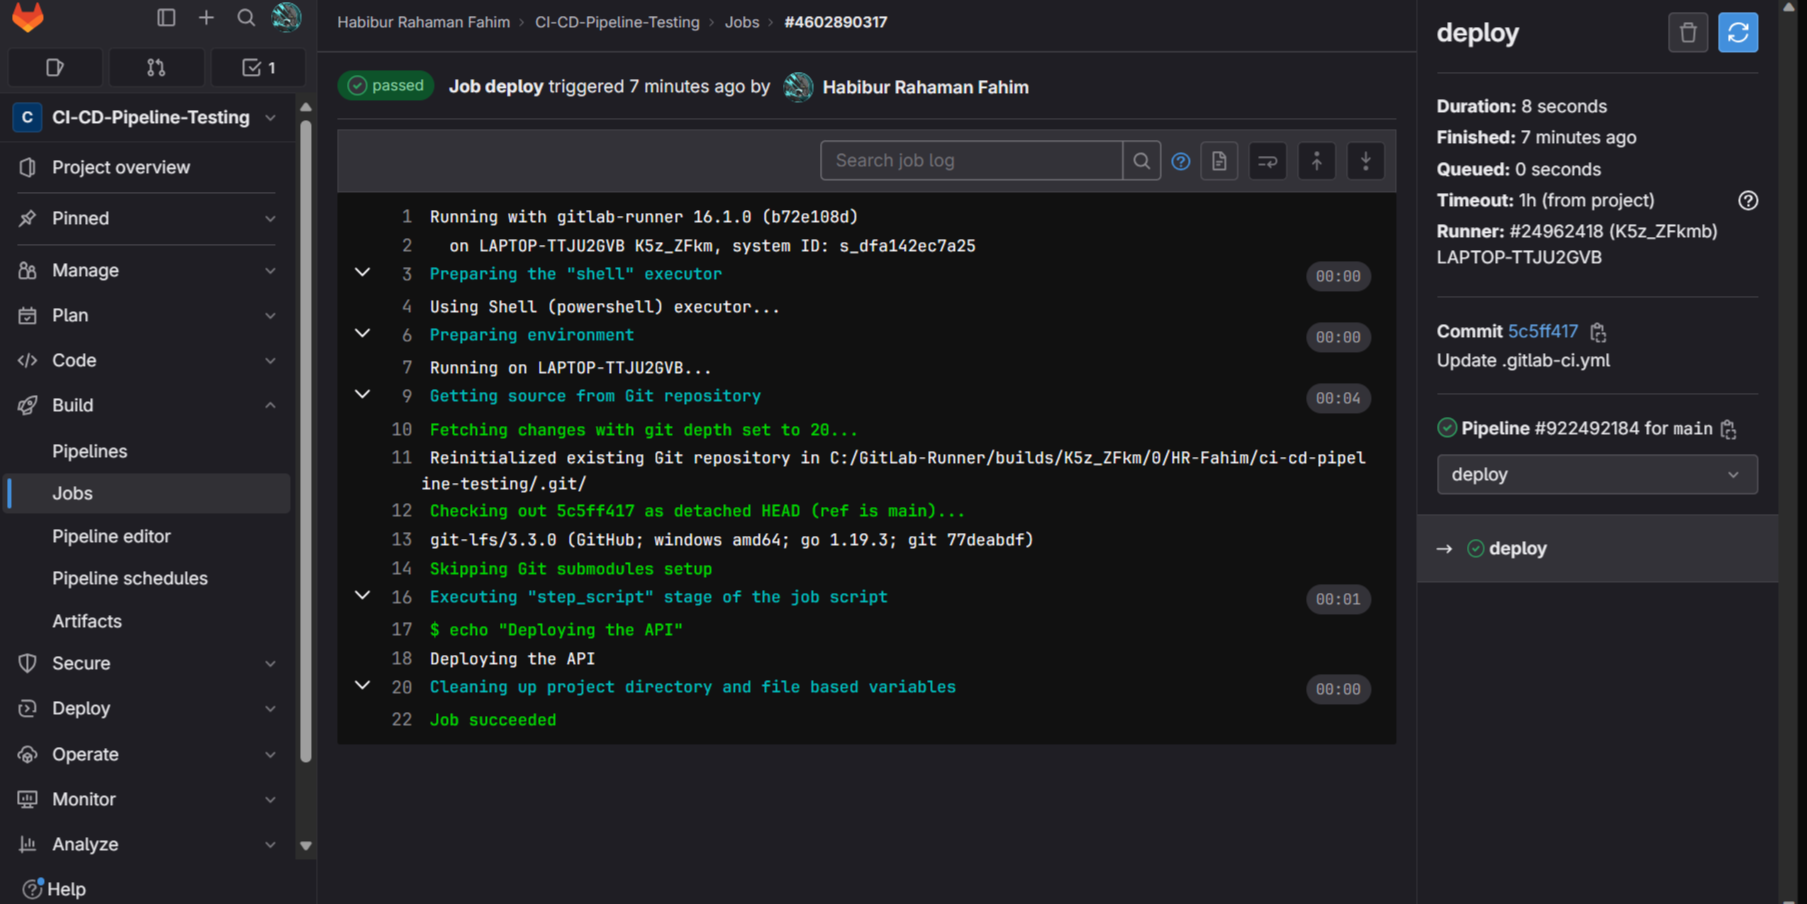 1
C CI-CD-Pipeline-Testing
Project overview
Pinned
Manage
Plan
Code
Build
Pipelines
Jobs
Pipeline editor
Pipeline schedules
Artifacts
Secure
Deploy
Operate
Monitor
Analyze
Help
Habibur Rahaman Fahim › CI-CD-Pipeline-Testing › Jobs › #4602890317
passed Job deploy triggered 7 minutes ago by Habibur Rahaman Fahim
Search job log
1 Running with gitlab-runner 16.1.0 (b72e108d)
2 on LAPTOP-TTJU2GVB K5z_ZFkm, system ID: s_dfa142ec7a25
3 Preparing the "shell" executor 00:00
4 Using Shell (powershell) executor...
6 Preparing environment 00:00
7 Running on LAPTOP-TTJU2GVB...
9 Getting source from Git repository 00:04
10 Fetching changes with git depth set to 20...
11 Reinitialized existing Git repository in C:/GitLab-Runner/builds/K5z_ZFkm/0/HR-Fahim/ci-cd-pipel
ine-testing/.git/
12 Checking out 5c5ff417 as detached HEAD (ref is main)...
13 git-lfs/3.3.0 (GitHub; windows amd64; go 1.19.3; git 77deabdf)
14 Skipping Git submodules setup
16 Executing "step_script" stage of the job script 00:01
17 $ echo "Deploying the API"
18 Deploying the API
20 Cleaning up project directory and file based variables 00:00
22 Job succeeded
deploy
Duration: 8 seconds
Finished: 7 minutes ago
Queued: 0 seconds
Timeout: 1h (from project)
Runner: #24962418 (K5z_ZFkmb)
LAPTOP-TTJU2GVB
Commit 5c5ff417
Update .gitlab-ci.yml
Pipeline #922492184 for main
deploy
→ deploy